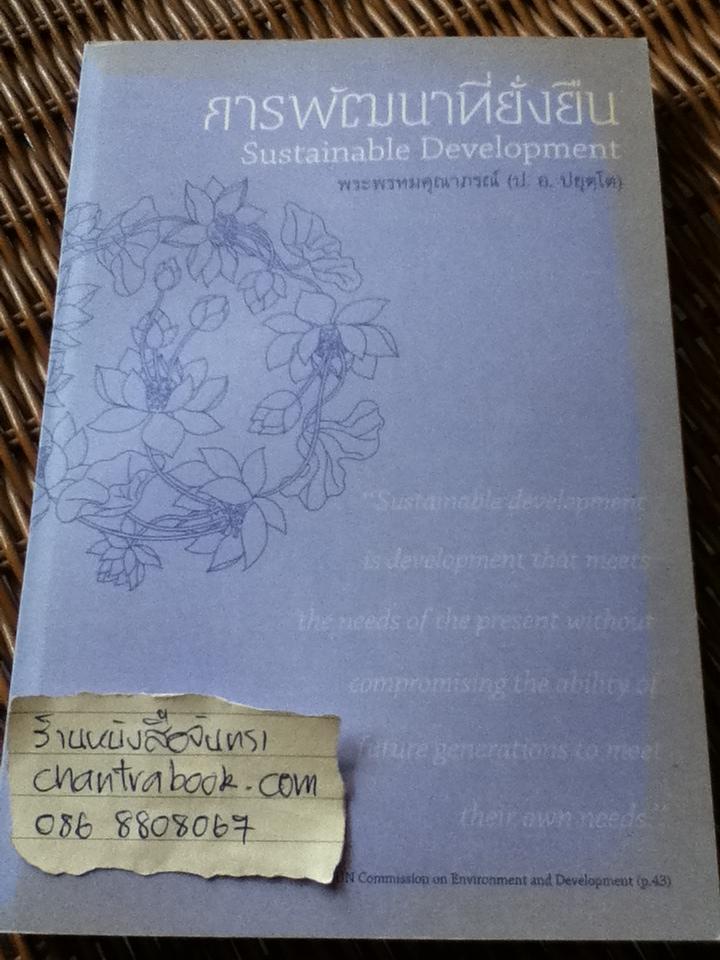 การพัฒนาที่ยั่งยืน
Sustainable Development
พระพรหมคุณาภรณ์ (ป. อ. ปยุตฺโต)
"Sustainable development
is development that meets
the needs of the present without
compromising the ability of
future generations to meet
their own needs"
UN Commission on Environment and Development (p.43)
ร้านหนังสือจันทรา
chantrabook.com
086 8808067